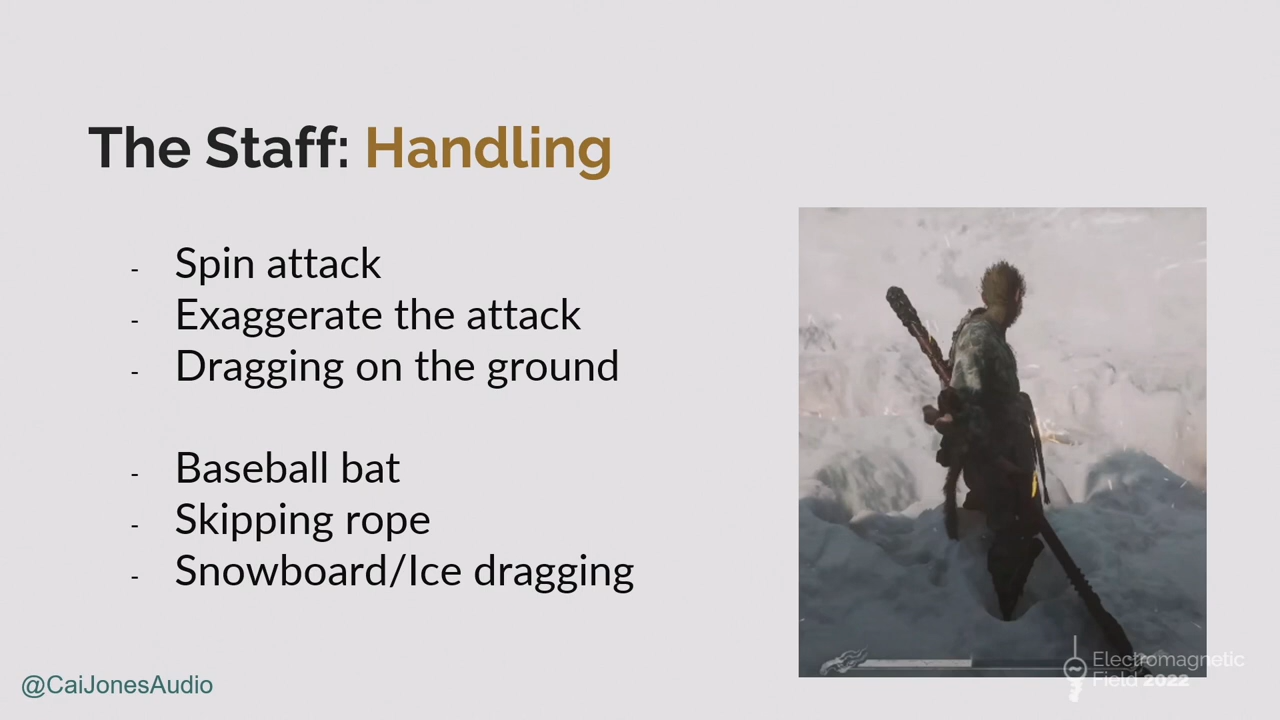 The Staff: Handling
- Spin attack
- Exaggerate the attack
- Dragging on the ground
- Baseball bat
- Skipping rope
- Snowboard/Ice dragging
@CaiJonesAudio
Electromagnetic
Field 2022